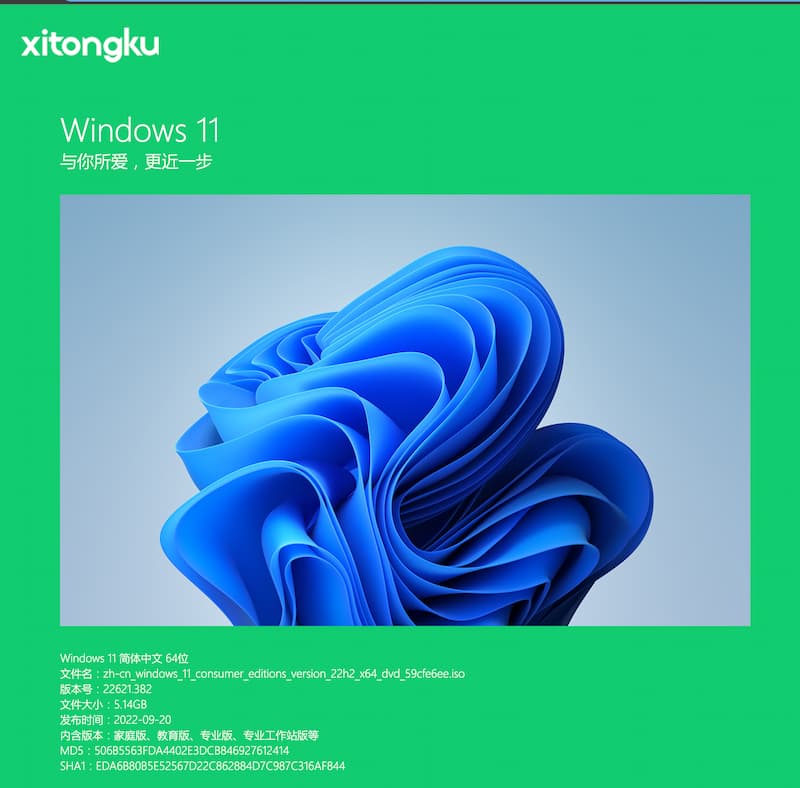 xitongku
Windows 11
与你所爱，更近一步
Windows 11 简体中文 64位
文件名：zh-cn_windows_11_consumer_editions_version_22h2_x64_dvd_59cfe6ee.iso
版本号：22621.382
文件大小：5.14GB
发布时间：2022-09-20
内含版本：家庭版、教育版、专业版、专业工作站版等
MD5：506B5563FDA4402E3DCB846927612414
SHA1：EDA6B80B5E52567D22C862884D7C987C316AF844